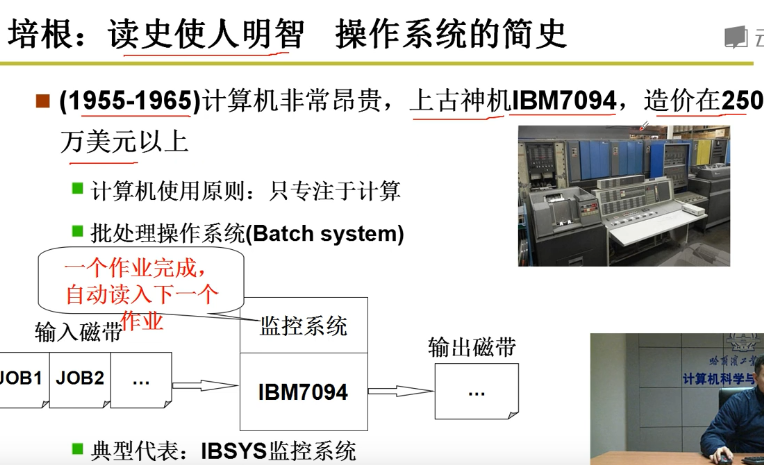 培根：读史使人明智 操作系统的简史
(1955-1965)计算机非常昂贵，上古神机IBM7094，造价在250
万美元以上
计算机使用原则：只专注于计算
批处理操作系统(Batch system)
一个作业完成，
自动读入下一个
作业
输入磁带
监控系统
输出磁带
JOB1 JOB2 ...
IBM7094
...
哈尔滨工业
计算机科学与
典型代表：IBSYS监控系统